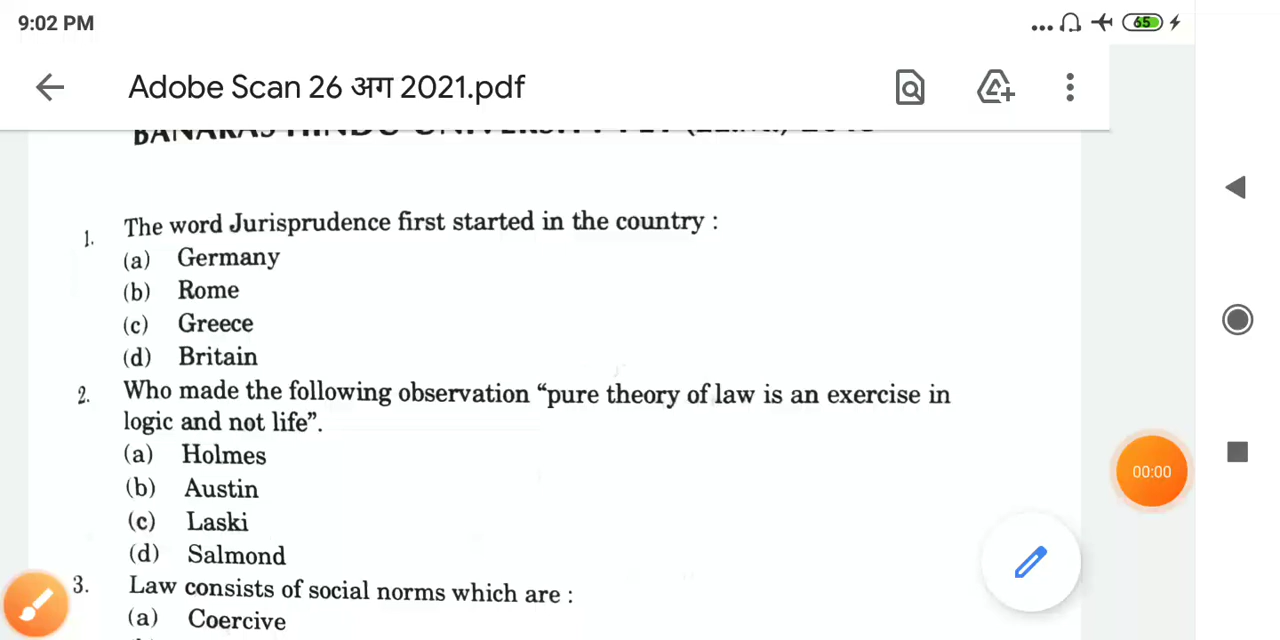 9:02 PM
65
Adobe Scan 26 अग 2021.pdf
1. The word Jurisprudence first started in the country :
(a) Germany
(b) Rome
(c) Greece
(d) Britain
2. Who made the following observation “pure theory of law is an exercise in
logic and not life”.
(a) Holmes
(b) Austin
(c) Laski
(d) Salmond
00:00
3. Law consists of social norms which are :
(a) Coercive